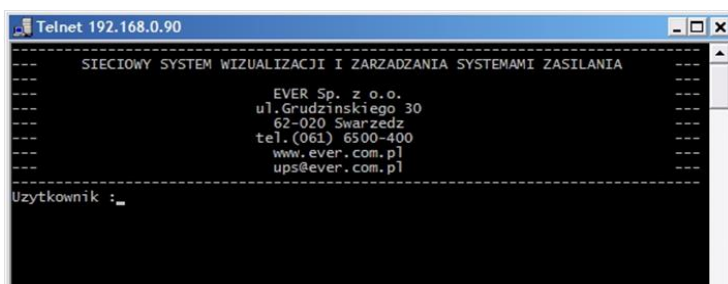 Telnet 192.168.0.90
--------------------------------------------------------------------------------
--- SIECIOWY SYSTEM WIZUALIZACJI I ZARZADZANIA SYSTEMAMI ZASILANIA ---
--- ---
--- EVER Sp. z o.o. ---
--- ul.Grudzinskiego 30 ---
--- 62-020 Swarzedz ---
--- tel.(061) 6500-400 ---
--- www.ever.com.pl ---
--- ups@ever.com.pl ---
--------------------------------------------------------------------------------
Uzytkownik :_